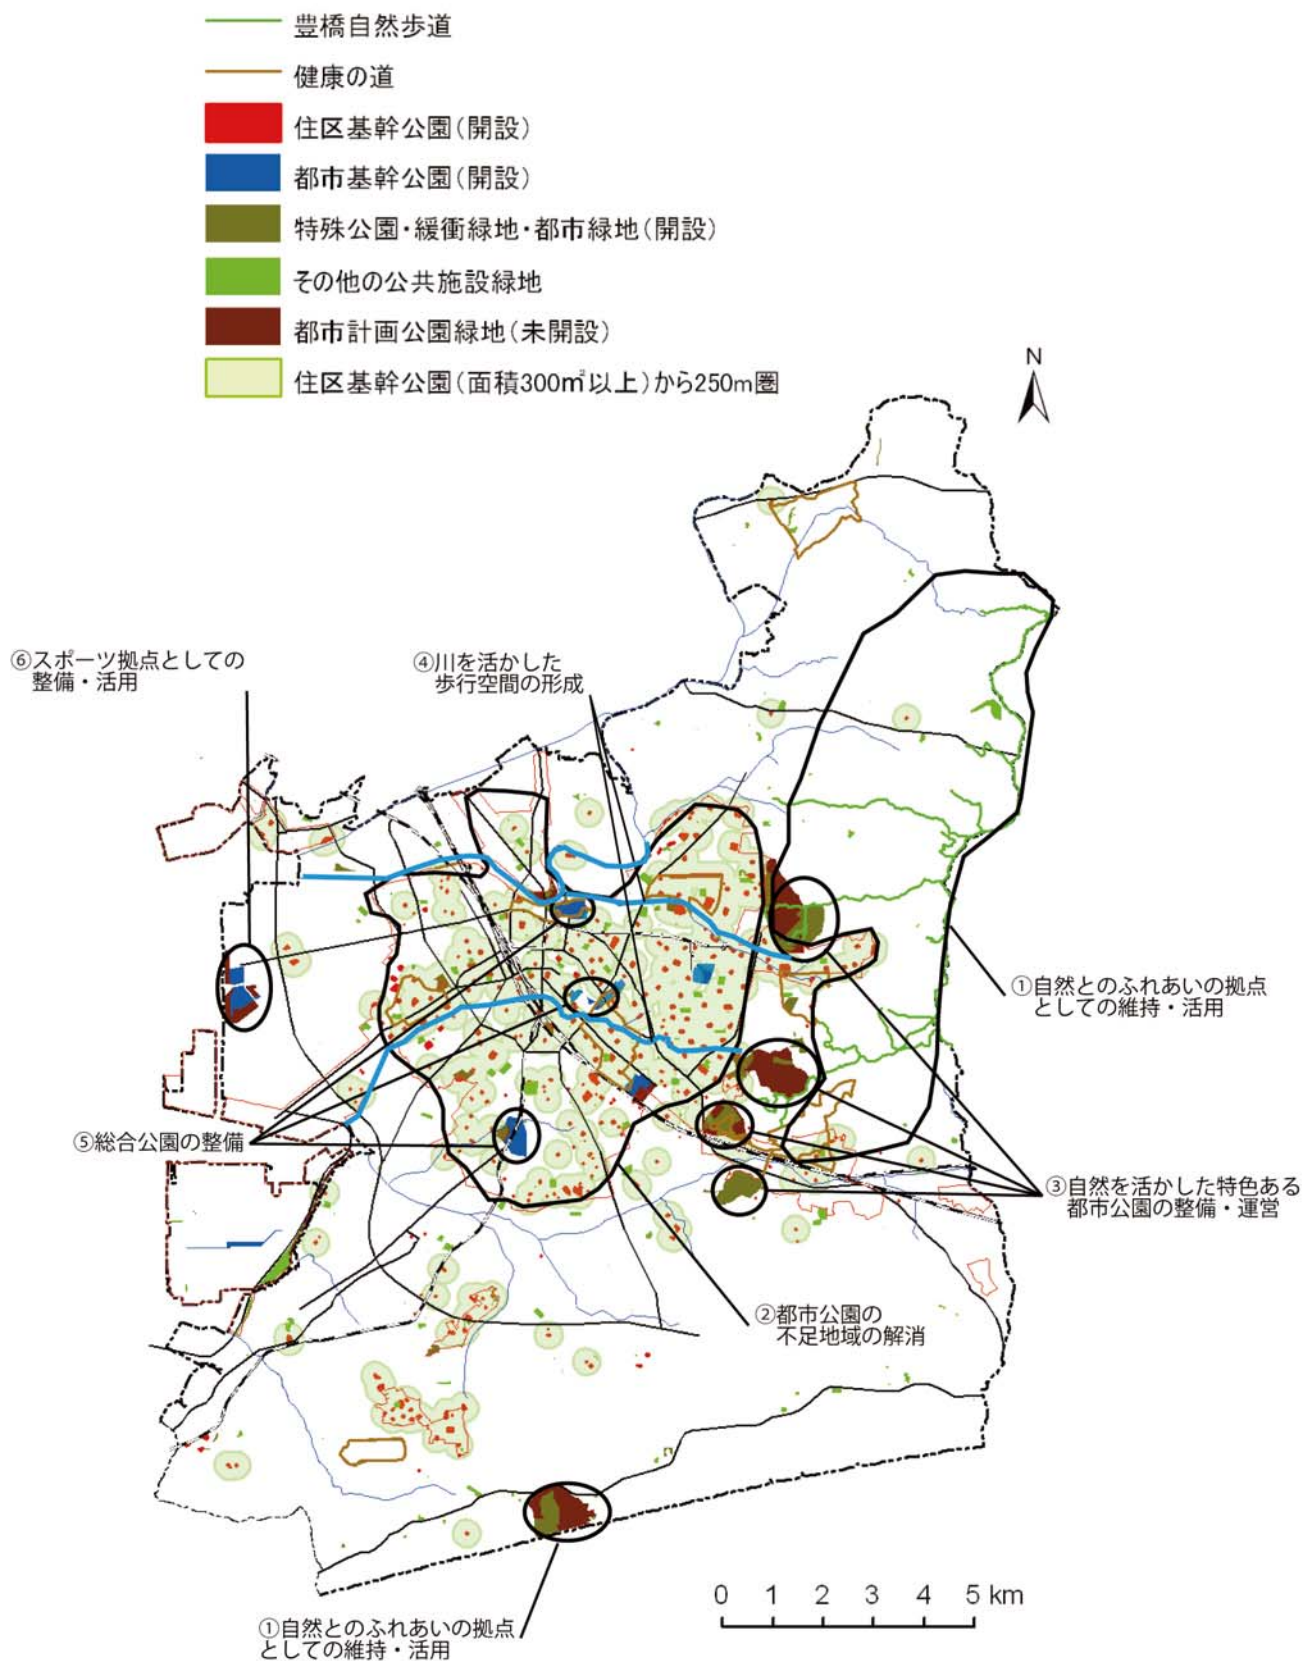 豊橋自然歩道
健康の道
住区基幹公園(開設)
都市基幹公園(開設)
特殊公園・緩衝緑地・都市緑地(開設)
その他の公共施設緑地
都市計画公園緑地(未開設)
住区基幹公園(面積300㎡以上)から250m圏
N
⑥スポーツ拠点としての
整備・活用
④川を活かした
歩行空間の形成
①自然とのふれあいの拠点
としての維持・活用
⑤総合公園の整備
③自然を活かした特色ある
都市公園の整備・運営
②都市公園の
不足地域の解消
0 1 2 3 4 5 km
①自然とのふれあいの拠点
としての維持・活用